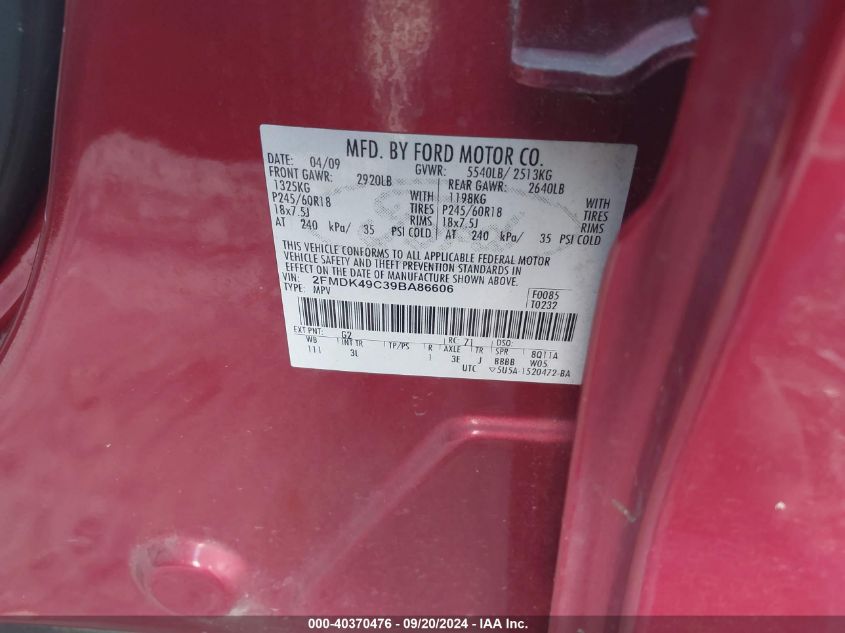 MFD. BY FORD MOTOR CO.
DATE: 04/09 GVWR: 5540LB/ 2513KG
FRONT GAWR: 2920LB REAR GAWR: 2640LB
1325KG WITH 1198KG WITH
P245/60R18 TIRES P245/60R18 TIRES
18x7.5J RIMS 18x7.5J RIMS
AT 240 kPa/ 35 PSI COLD AT 240 kPa/ 35 PSI COLD
THIS VEHICLE CONFORMS TO ALL APPLICABLE FEDERAL MOTOR
VEHICLE SAFETY AND THEFT PREVENTION STANDARDS IN
EFFECT ON THE DATE OF MANUFACTURE SHOWN ABOVE.
VIN: 2FMDK49C39BA86606 F0085
TYPE: MPV T0232
EXT PNT: G2 RC: 71 DSO:
WB INT TR TP/PS R AXLE TR SPR 8Q11A
111 3L 1 3E J BBBB W05
UTC ▽5U5A-1520472-BA
000-40370476 - 09/20/2024 - IAA Inc.